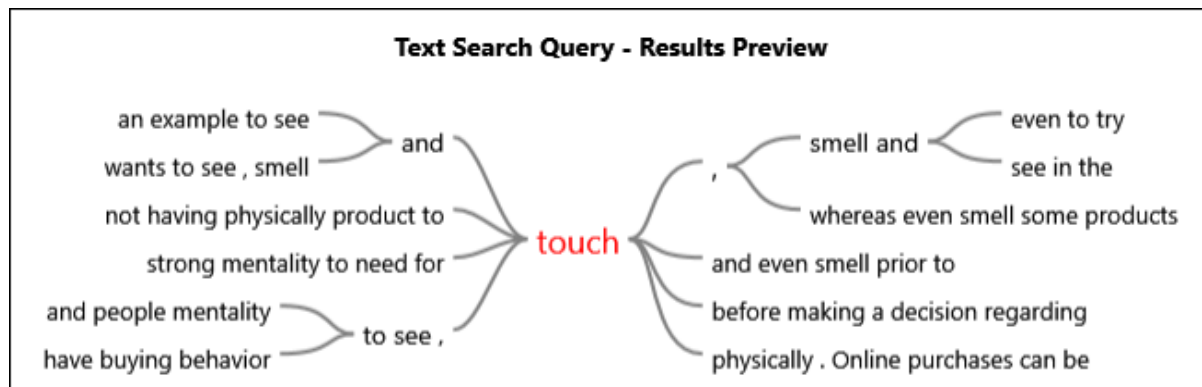 Text Search Query - Results Preview
an example to see
wants to see , smell
and
not having physically product to
strong mentality to need for
and people mentality
have buying behavior
to see ,
touch
,
smell and
even to try
see in the
whereas even smell some products
and even smell prior to
before making a decision regarding
physically . Online purchases can be